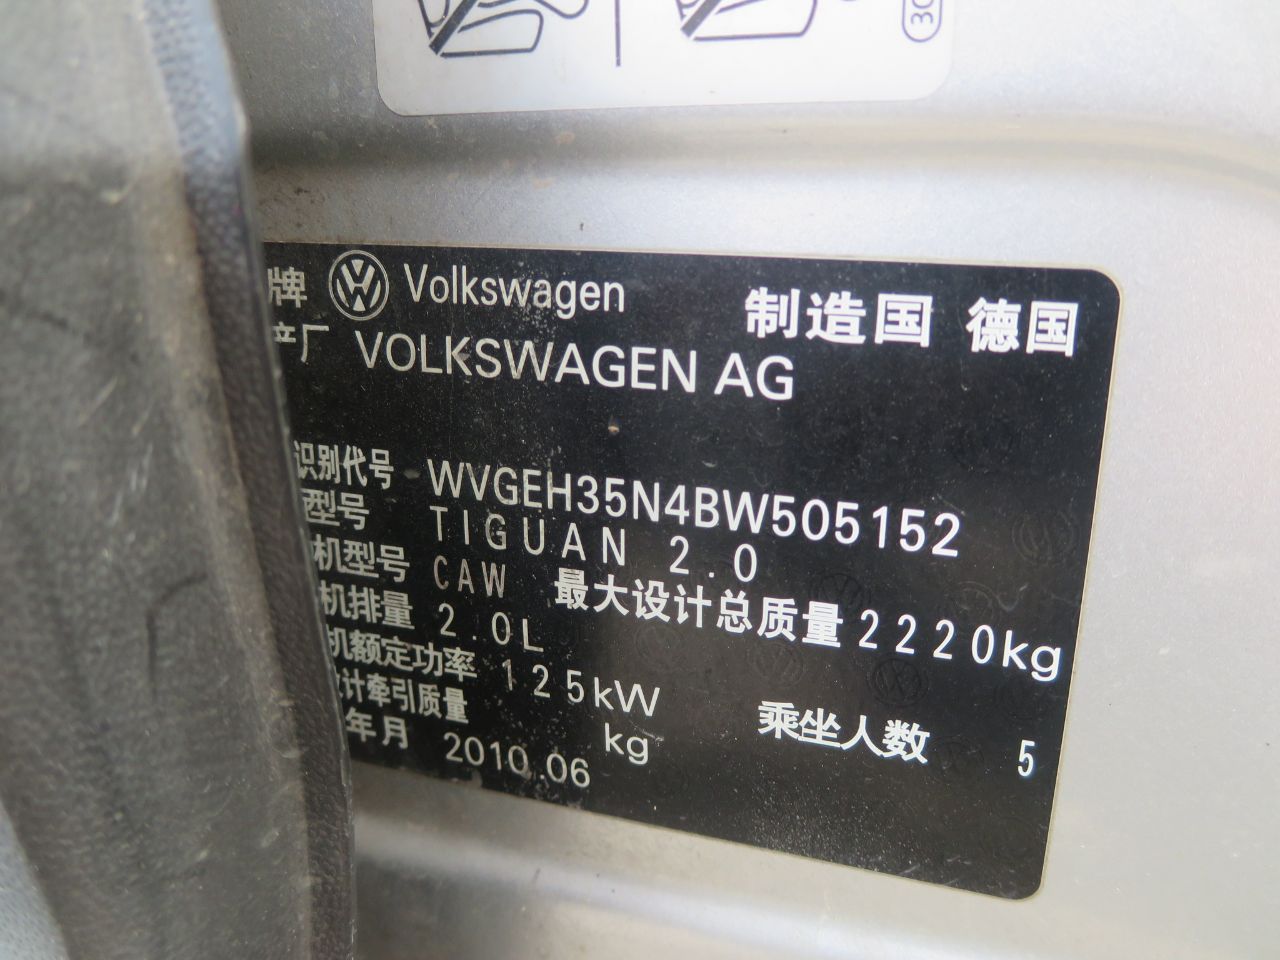 牌 Volkswagen 制造国 德国
产厂 VOLKSWAGEN AG
识别代号 WVGEH35N4BW505152
型号 TIGUAN 2.0
机型号 CAW 最大设计总质量 2220kg
机排量 2.0L
机额定功率 125kW 乘坐人数 5
设计牵引质量 kg
年月 2010.06